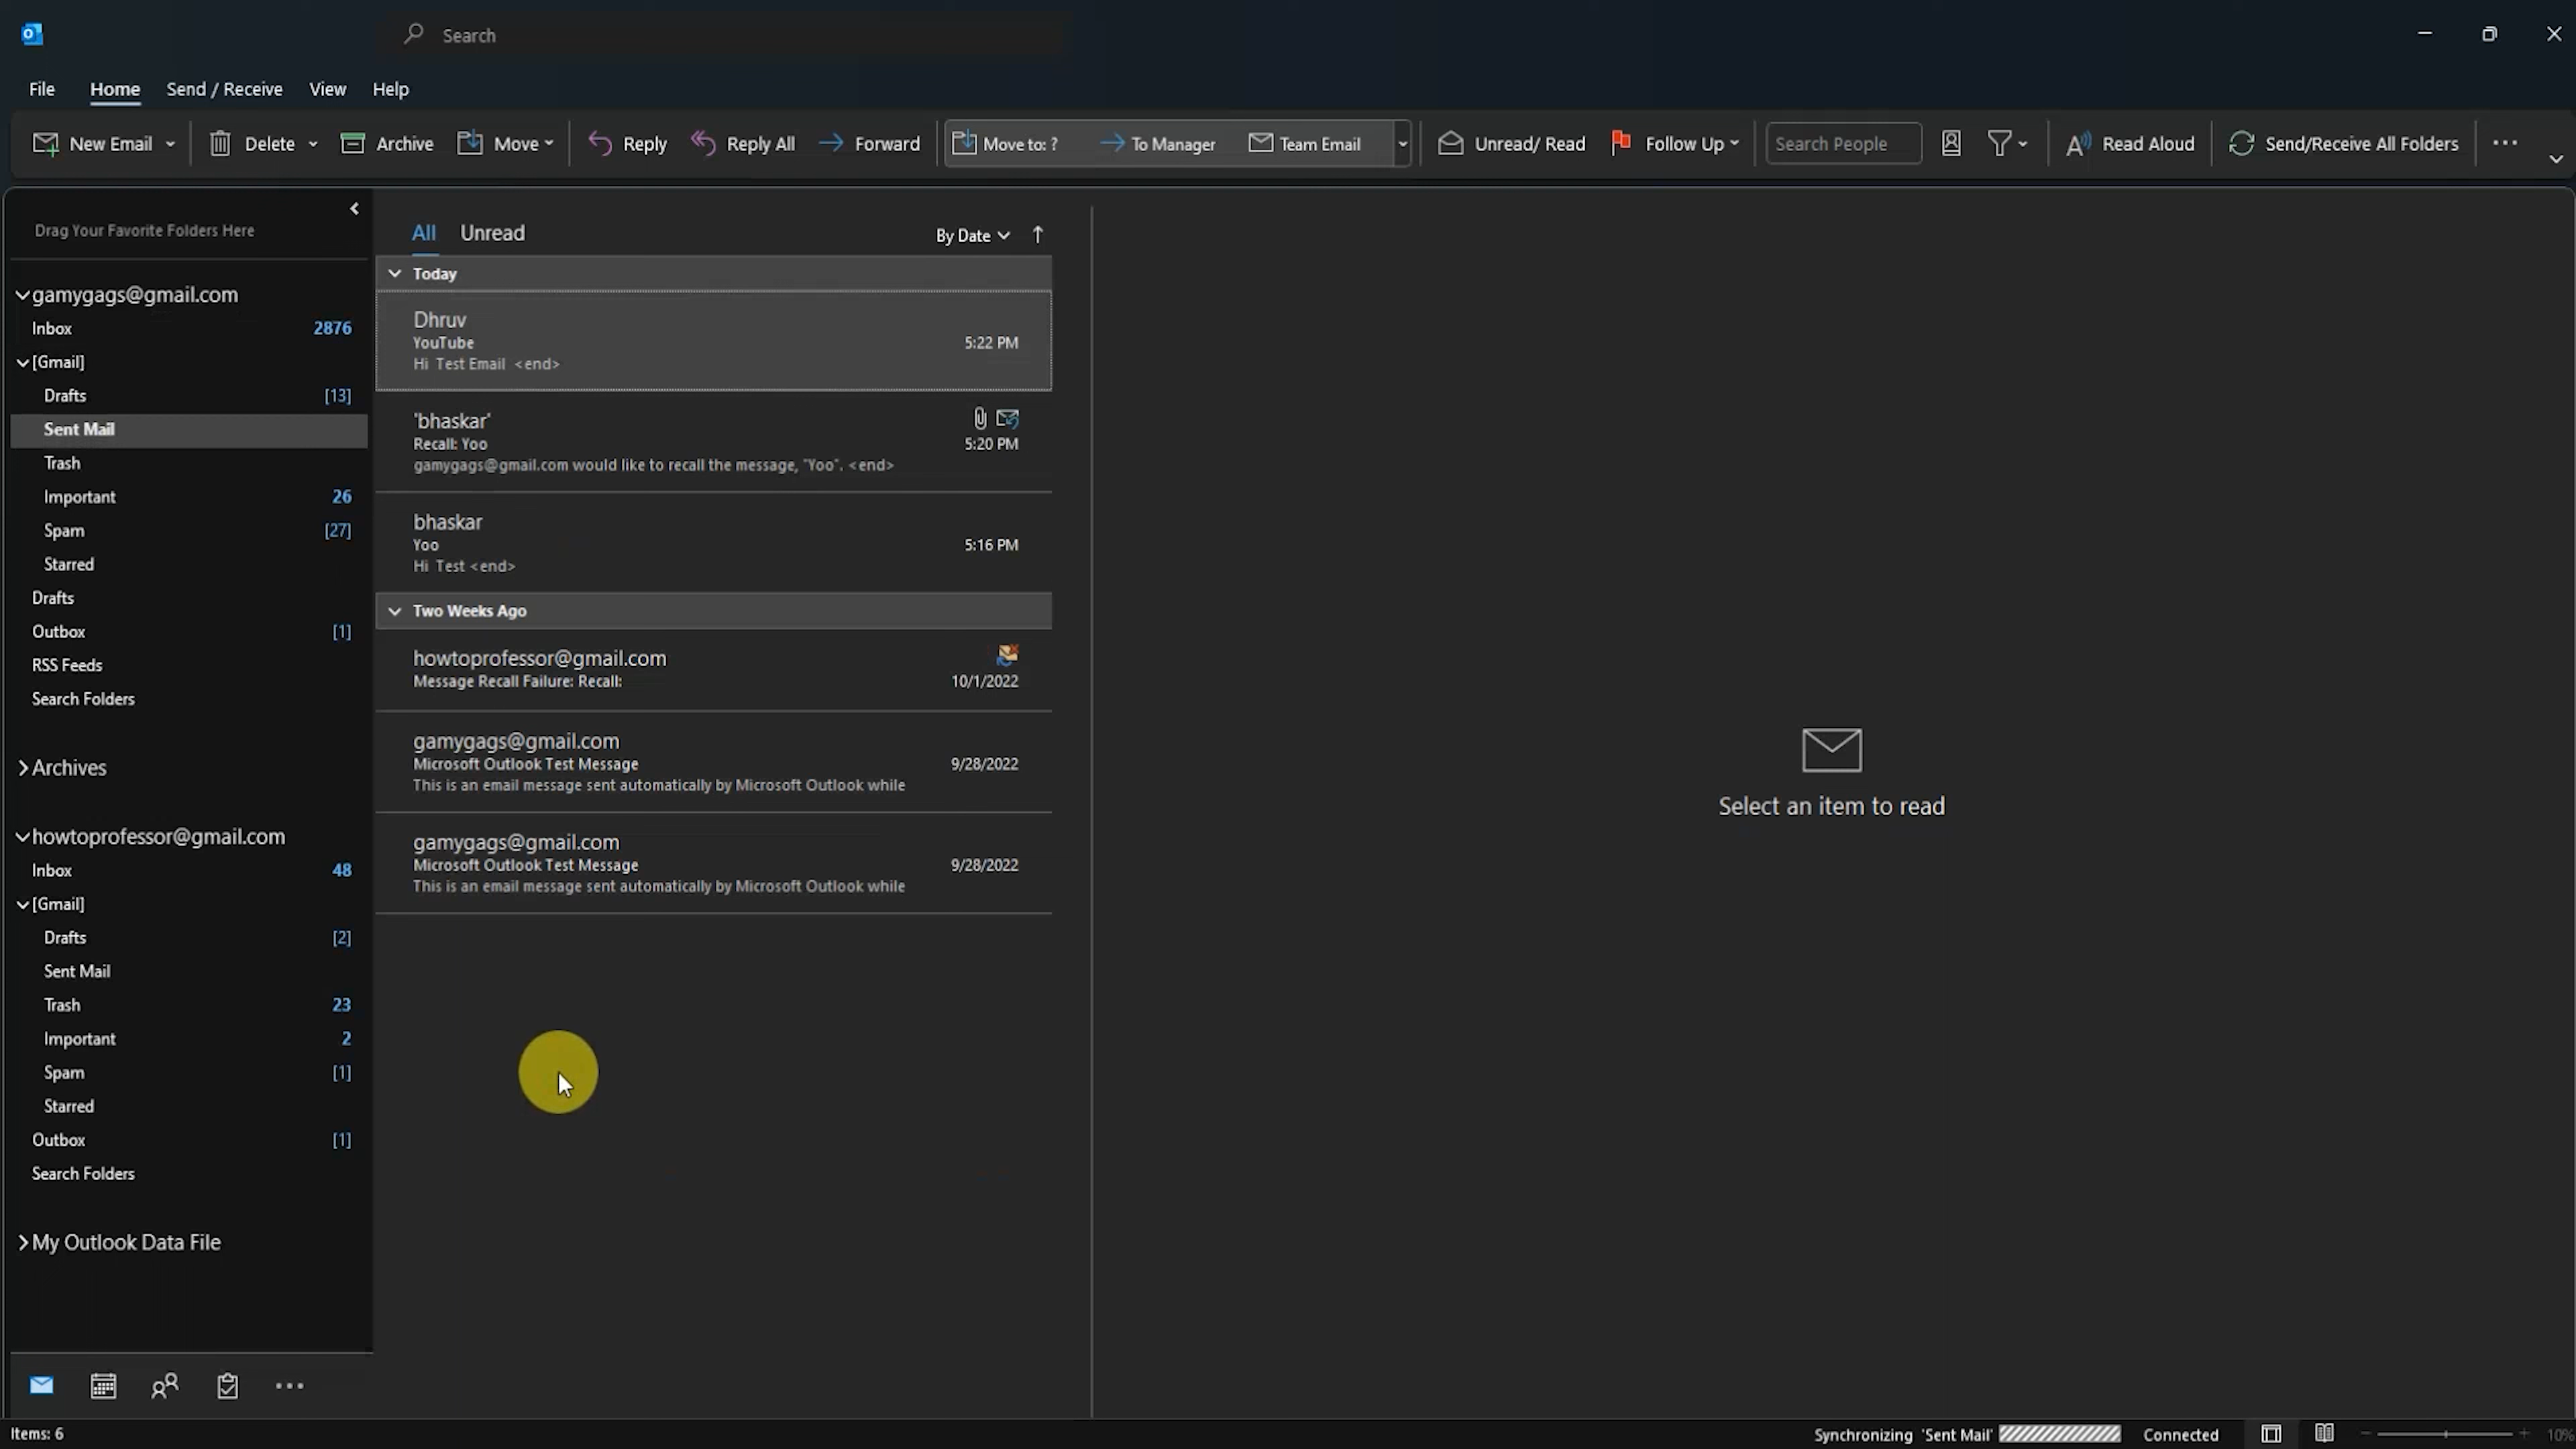 Search
File Home Send / Receive View Help
New Email Delete Archive Move Reply Reply All Forward Move to: ? To Manager Team Email Unread/ Read Follow Up Search People Read Aloud Send/Receive All Folders
Drag Your Favorite Folders Here
gamygags@gmail.com
Inbox 2876
[Gmail]
Drafts [13]
Sent Mail
Trash
Important 26
Spam [27]
Starred
Drafts
Outbox [1]
RSS Feeds
Search Folders
Archives
howtoprofessor@gmail.com
Inbox 48
[Gmail]
Drafts [2]
Sent Mail
Trash 23
Important 2
Spam [1]
Starred
Outbox [1]
Search Folders
My Outlook Data File
All Unread By Date
Today
Dhruv
YouTube 5:22 PM
Hi Test Email <end>
'bhaskar'
Recall: Yoo 5:20 PM
gamygags@gmail.com would like to recall the message, "Yoo". <end>
bhaskar
Yoo 5:16 PM
Hi Test <end>
Two Weeks Ago
howtoprofessor@gmail.com
Message Recall Failure: Recall: 10/1/2022
gamygags@gmail.com
Microsoft Outlook Test Message 9/28/2022
This is an email message sent automatically by Microsoft Outlook while
gamygags@gmail.com
Microsoft Outlook Test Message 9/28/2022
This is an email message sent automatically by Microsoft Outlook while
Select an item to read
Items: 6 Synchronizing 'Sent Mail' Connected